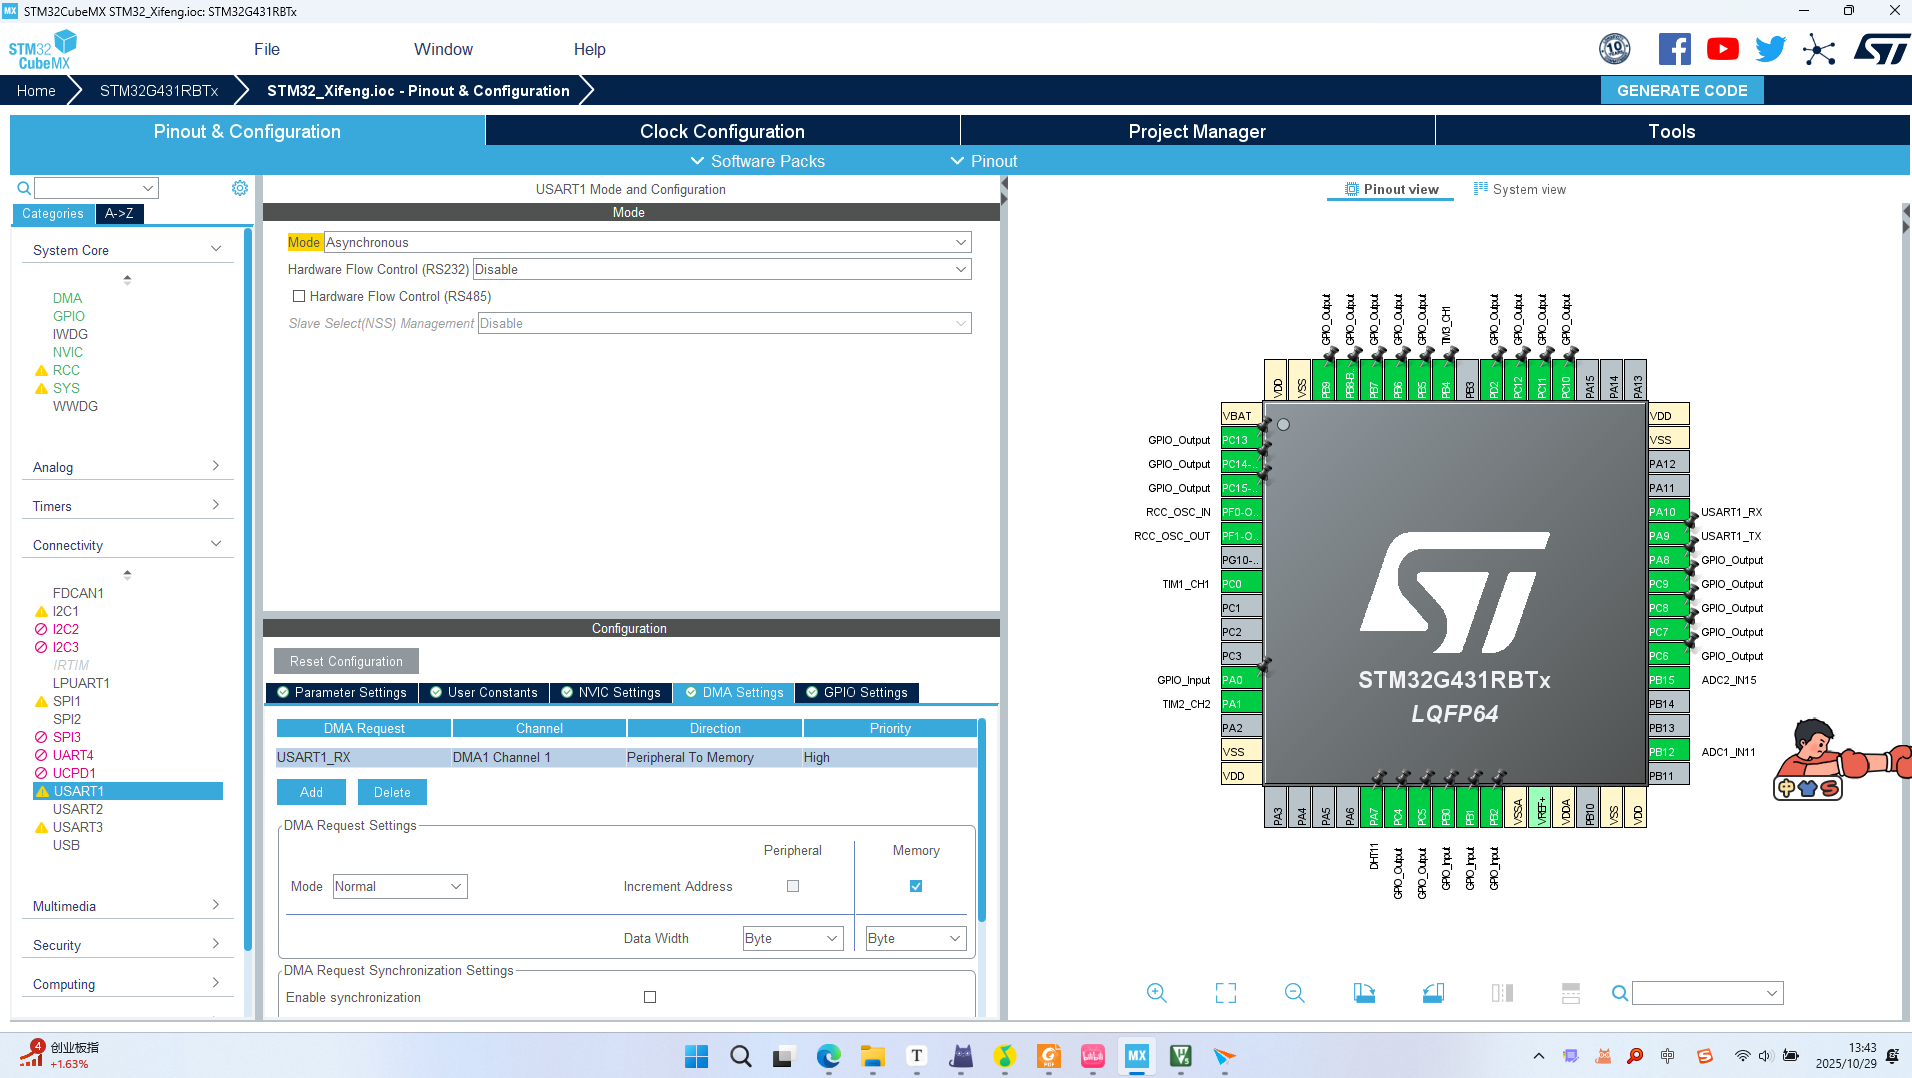 STM32CubeMX STM32_Xifeng.ioc: STM32G431RBTx
STM32 CubeMX
File
Window
Help
Home
STM32G431RBTx
STM32_Xifeng.ioc - Pinout & Configuration
GENERATE CODE
Pinout & Configuration
Clock Configuration
Project Manager
Tools
Software Packs
Pinout
Categories
A->Z
System Core
DMA
GPIO
IWDG
NVIC
RCC
SYS
WWDG
Analog
Timers
Connectivity
FDCAN1
I2C1
I2C2
I2C3
IRTIM
LPUART1
SPI1
SPI2
SPI3
UART4
UCPD1
USART1
USART2
USART3
USB
Multimedia
Security
Computing
USART1 Mode and Configuration
Mode
Mode Asynchronous
Hardware Flow Control (RS232) Disable
Hardware Flow Control (RS485)
Slave Select(NSS) Management Disable
Configuration
Reset Configuration
Parameter Settings
User Constants
NVIC Settings
DMA Settings
GPIO Settings
DMA Request Channel Direction Priority
USART1_RX DMA1 Channel 1 Peripheral To Memory High
Add
Delete
DMA Request Settings
Peripheral Memory
Mode Normal Increment Address
Data Width Byte Byte
DMA Request Synchronization Settings
Enable synchronization
Pinout view
System view
GPIO_Output
GPIO_Output
GPIO_Output
GPIO_Output
GPIO_Output
TIM3_CH1
GPIO_Output
GPIO_Output
GPIO_Output
GPIO_Output
VDD
VSS
PB9
PB8-B..
PB7
PB6
PB5
PB4
PB3
PD2
PC12
PC11
PC10
PA15
PA14
PA13
VBAT
GPIO_Output PC13
GPIO_Output PC14-..
GPIO_Output PC15-..
RCC_OSC_IN PF0-O..
RCC_OSC_OUT PF1-O..
PG10-..
TIM1_CH1 PC0
PC1
PC2
PC3
GPIO_Input PA0
TIM2_CH2 PA1
PA2
VSS
VDD
VDD
VSS
PA12
PA11
PA10 USART1_RX
PA9 USART1_TX
PA8 GPIO_Output
PC9 GPIO_Output
PC8 GPIO_Output
PC7 GPIO_Output
PC6 GPIO_Output
PB15 ADC2_IN15
PB14
PB13
PB12 ADC1_IN11
PB11
STM32G431RBTx
LQFP64
PA3
PA4
PA5
PA6
PA7
PC4
PC5
PB0
PB1
PB2
VSSA
VREF+
VDDA
PB10
VSS
VDD
DHT11
GPIO_Output
GPIO_Output
GPIO_Input
GPIO_Input
GPIO_Input
中
4
创业板指
+1.63%
13:43
2025/10/29